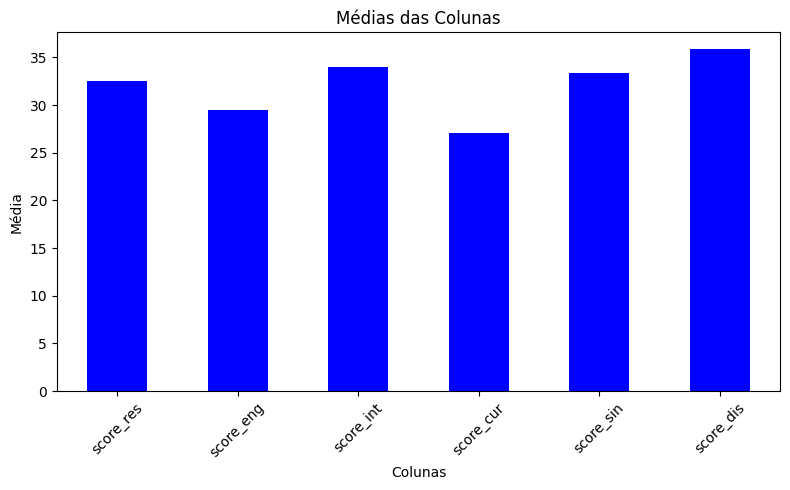 Médias das Colunas
Média
35
30
25
20
15
10
5
0
score_res
score_eng
score_int
score_cur
score_sin
score_dis
Colunas